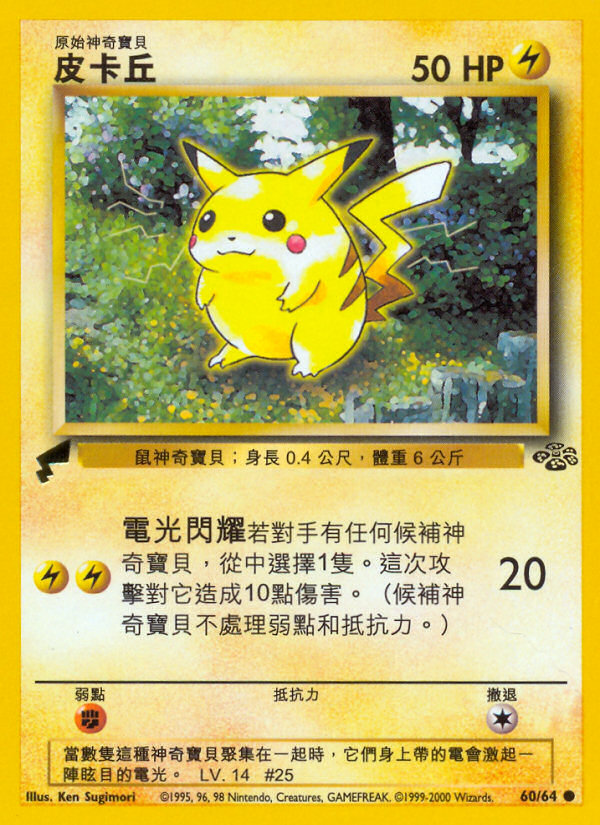 原始神奇寶貝
皮卡丘 50 HP
鼠神奇寶貝；身長 0.4 公尺，體重 6 公斤
電光閃耀若對手有任何候補神
奇寶貝，從中選擇1隻。這次攻
擊對它造成10點傷害。（候補神
奇寶貝不處理弱點和抵抗力。）
20
弱點 抵抗力 撤退
當數隻這種神奇寶貝聚集在一起時，它們身上帶的電會激起一
陣眩目的電光。 LV. 14 #25
Illus. Ken Sugimori ©1995, 96, 98 Nintendo, Creatures, GAMEFREAK. ©1999-2000 Wizards. 60/64